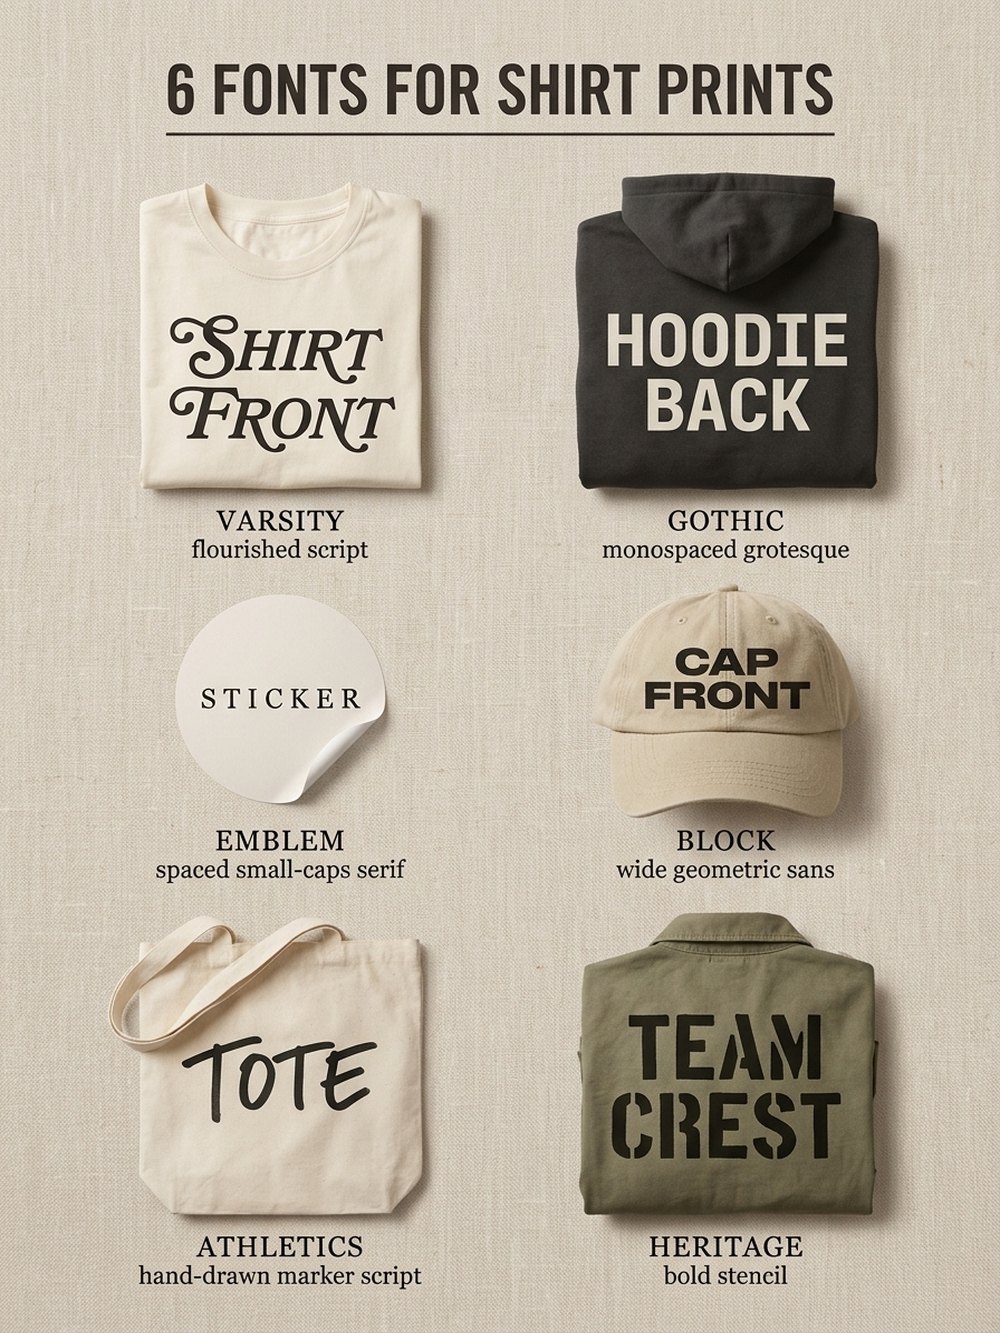 6 FONTS FOR SHIRT PRINTS
SHIRT
FRONT
VARSITY
flourished script
HOODIE
BACK
GOTHIC
monospaced grotesque
STICKER
EMBLEM
spaced small-caps serif
CAP
FRONT
BLOCK
wide geometric sans
TOTE
ATHLETICS
hand-drawn marker script
TEAM
CREST
HERITAGE
bold stencil